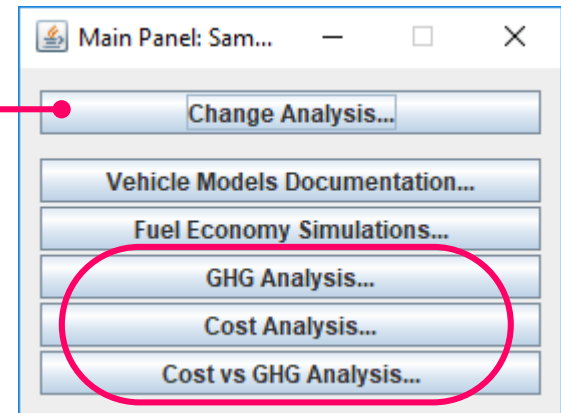 Main Panel: Sam...
Change Analysis...
Vehicle Models Documentation...
Fuel Economy Simulations...
GHG Analysis...
Cost Analysis...
Cost vs GHG Analysis...